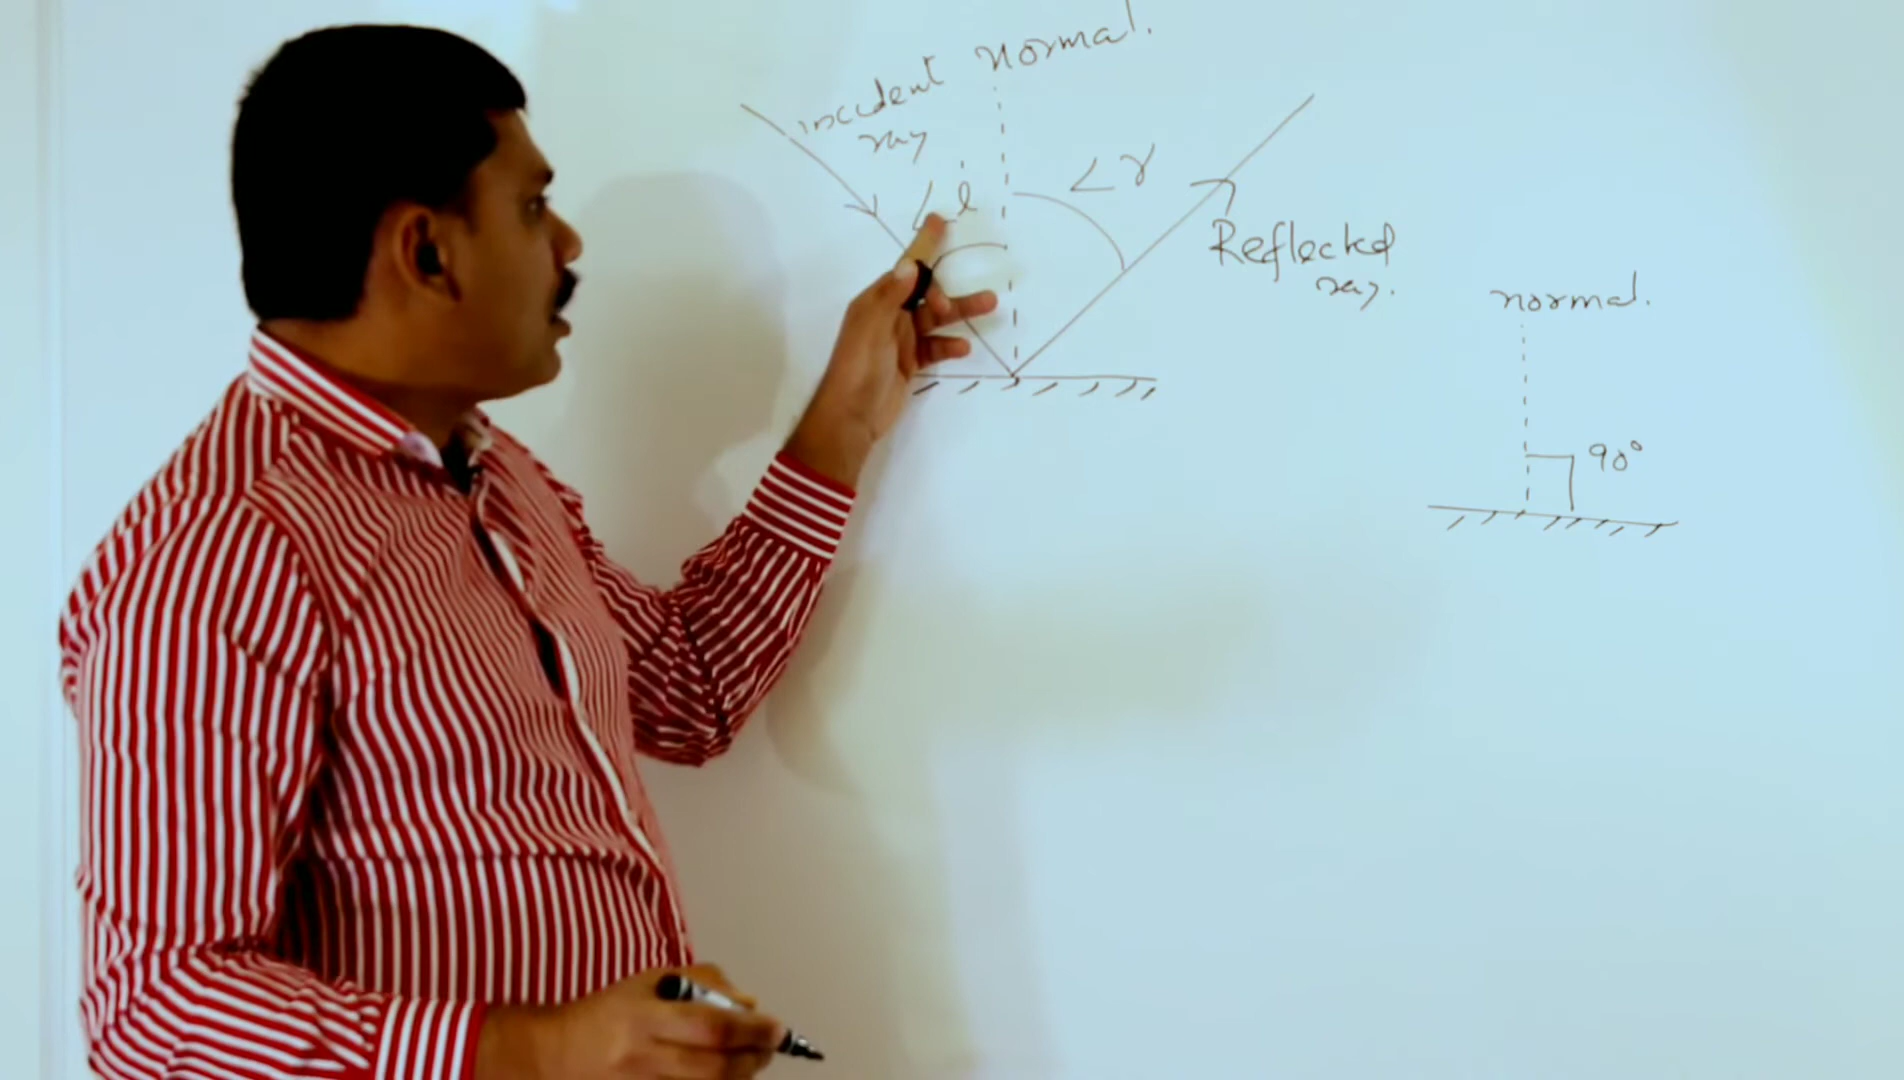 normal.
incident
ray
∠i
∠r
Reflected
ray.
normal.
90°